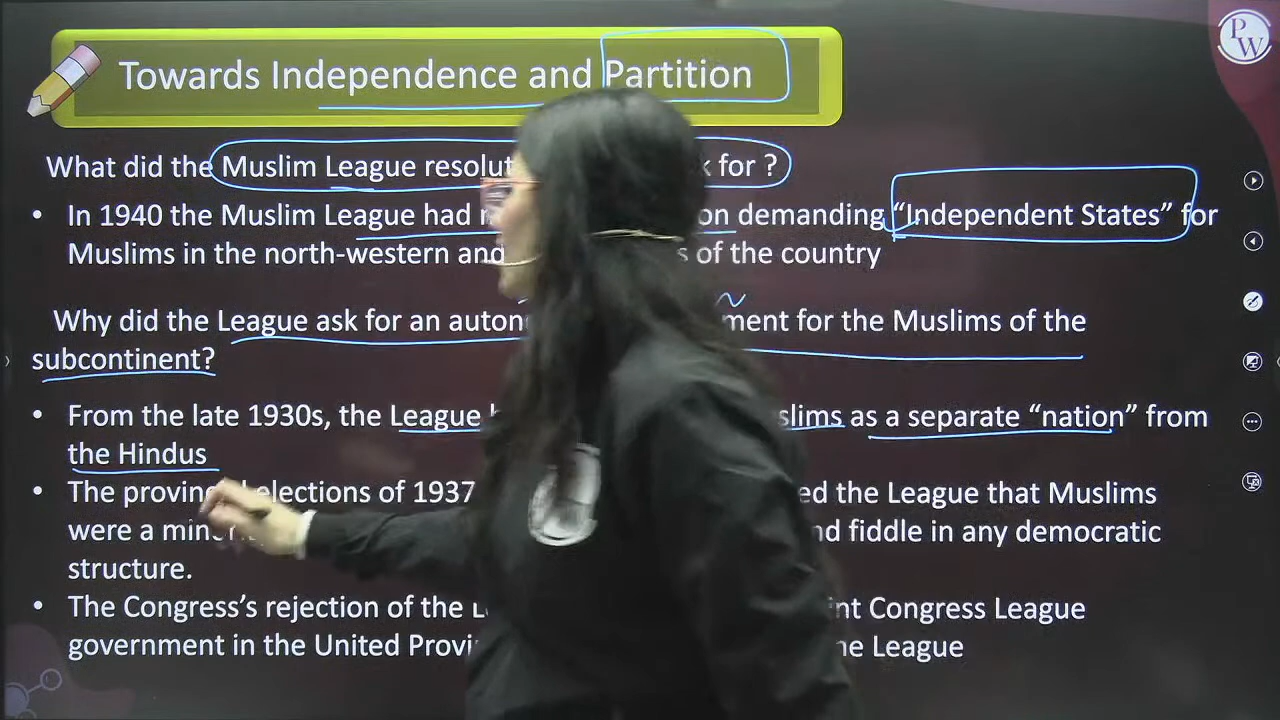 PW
Towards Independence and Partition
What did the Muslim League resolut k for ?
• In 1940 the Muslim League had on demanding “Independent States” for
Muslims in the north-western and s of the country
Why did the League ask for an auton ment for the Muslims of the
subcontinent?
• From the late 1930s, the League slims as a separate “nation” from
the Hindus
• The elections of 1937 ed the League that Muslims
were a nd fiddle in any democratic
structure.
• The Congress’s rejection of the int Congress League
government in the United Provi he League